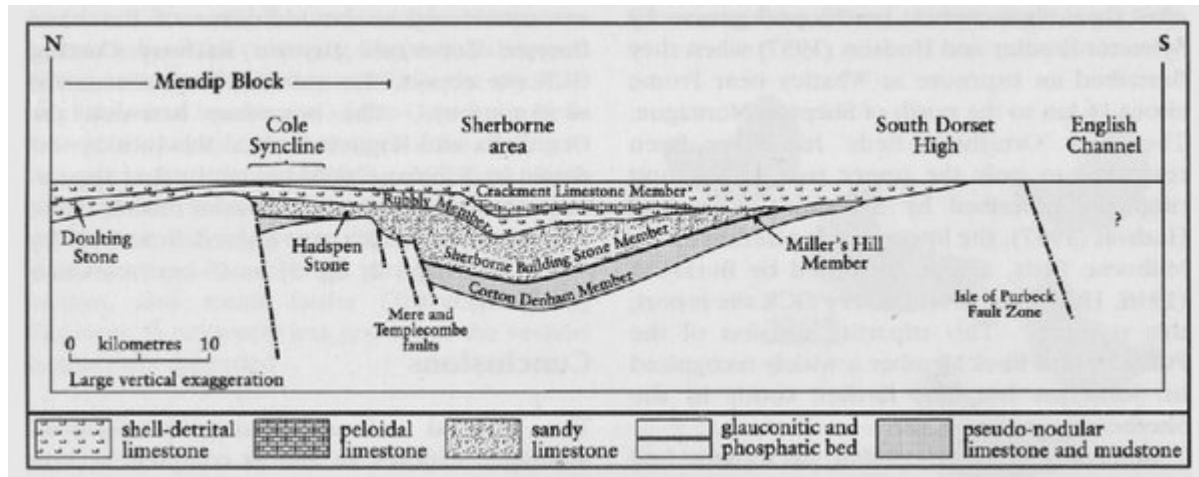 N
S
Mendip Block
Cole
Syncline
Sherborne
area
South Dorset
High
English
Channel
Crackment Limestone Member
Rubbly Member
Doulting
Stone
Hadspen
Stone
Sherborne Building Stone Member
Miller's Hill
Member
?
Corton Denham Member
Mere and
Templecombe
faults
Isle of Purbeck
Fault Zone
0 kilometres 10
Large vertical exaggeration
shell-detrital
limestone
peloidal
limestone
sandy
limestone
glauconitic and
phosphatic bed
pseudo-nodular
limestone and mudstone